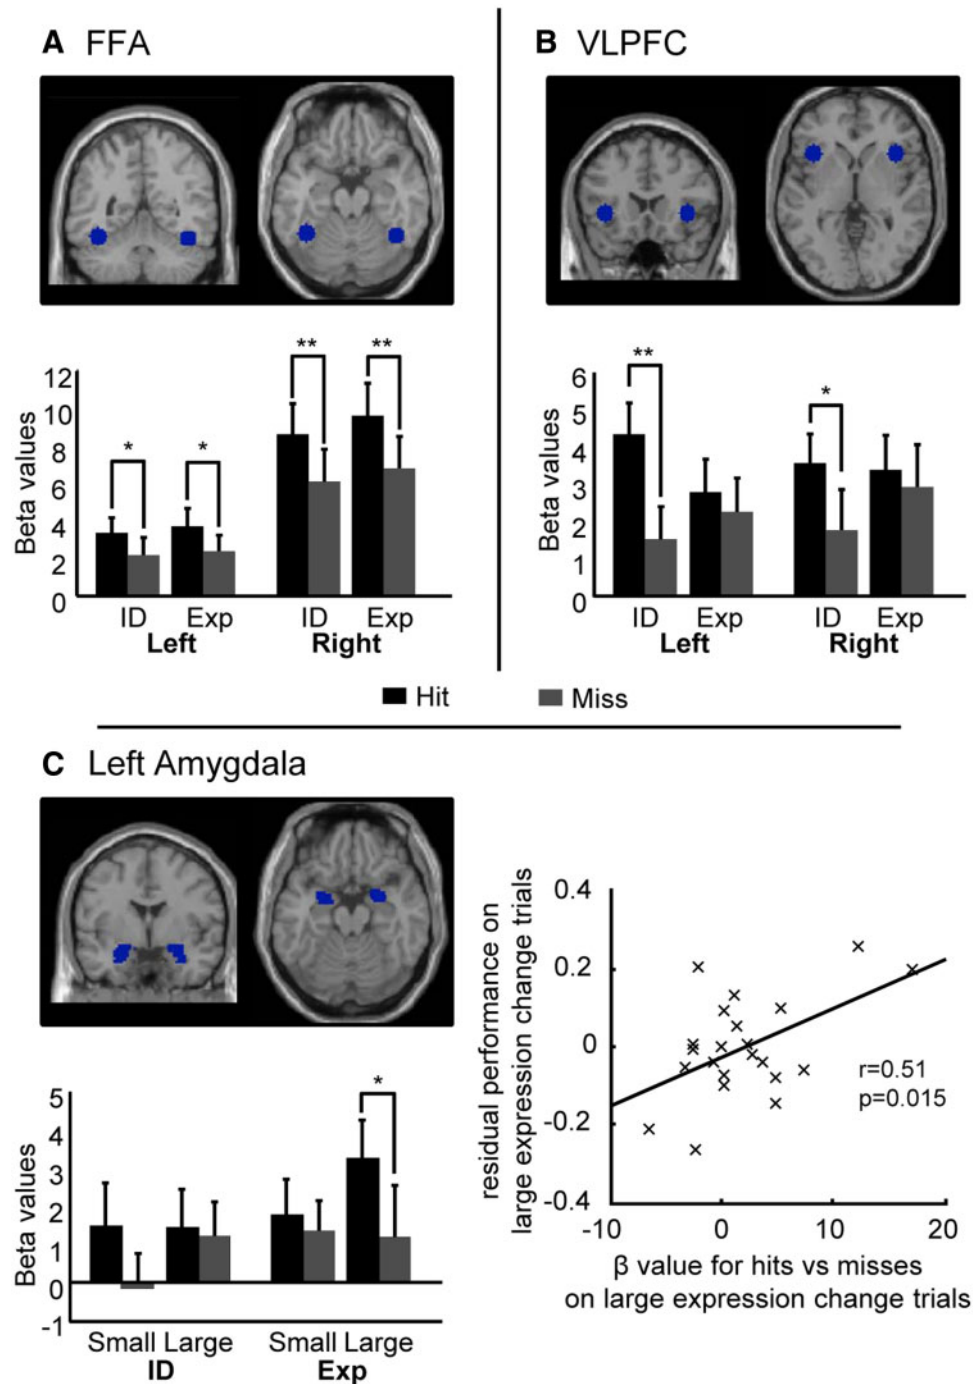 A FFA
B VLPFC
**
**
*
*
12
10
8
6
4
2
0
Beta values
ID Exp ID Exp
Left Right
**
*
6
5
4
3
2
1
0
Beta values
ID Exp ID Exp
Left Right
Hit Miss
C Left Amygdala
*
5
4
3
2
1
0
-1
Beta values
Small Large Small Large
ID Exp
residual performance on
large expression change trials
0.4
0.2
0
-0.2
-0.4
r=0.51
p=0.015
-10 0 10 20
β value for hits vs misses
on large expression change trials